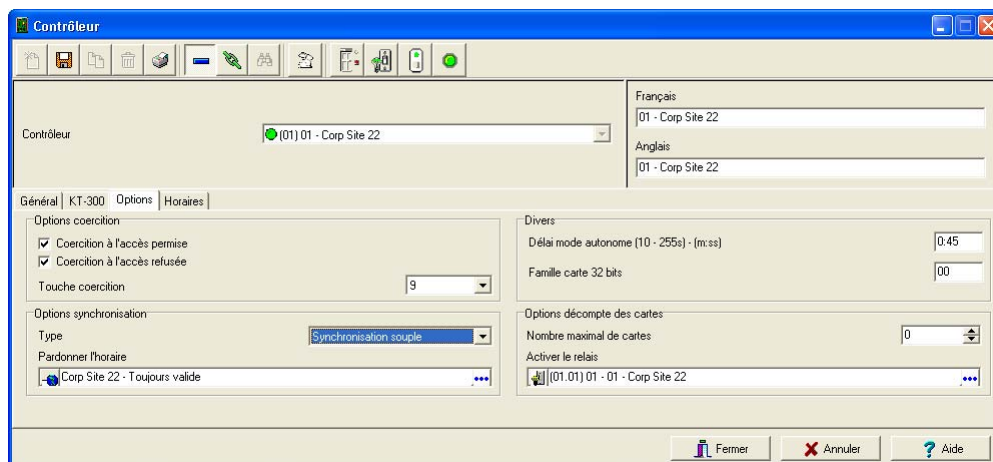 Contrôleur
Français
01 - Corp Site 22
Contrôleur
(01) 01 - Corp Site 22
Anglais
01 - Corp Site 22
Général
KT-300
Options
Horaires
Options coercition
Coercition à l'accès permise
Coercition à l'accès refusée
Touche coercition
9
Divers
Délai mode autonome (10 - 255s) - (m:ss)
0:45
Famille carte 32 bits
00
Options synchronisation
Type
Synchronisation souple
Pardonner l'horaire
Corp Site 22 - Toujours valide
Options décompte des cartes
Nombre maximal de cartes
0
Activer le relais
(01.01) 01 - 01 - Corp Site 22
Fermer
Annuler
Aide